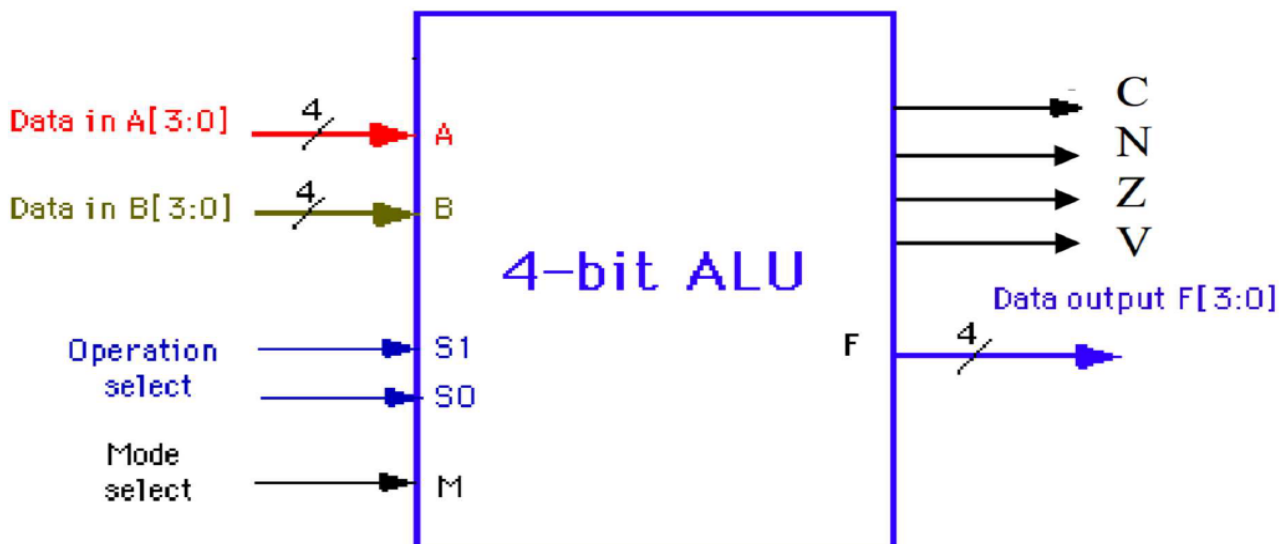 4
Data in A[3:0]
A
4
Data in B[3:0]
B
4-bit ALU
C
N
Z
V
Data output F[3:0]
F
4
Operation
select
S1
S0
Mode
select
M